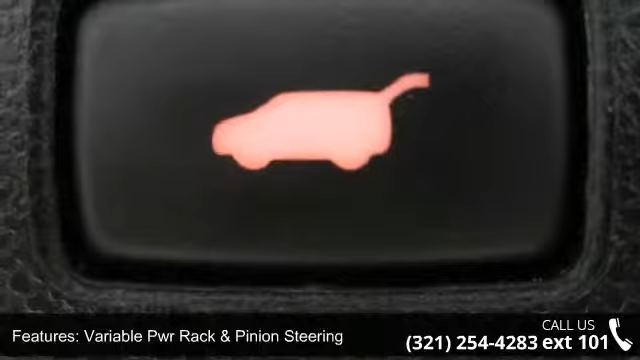 Features: Variable Pwr Rack & Pinion Steering
CALL US
(321) 254-4283 ext 101